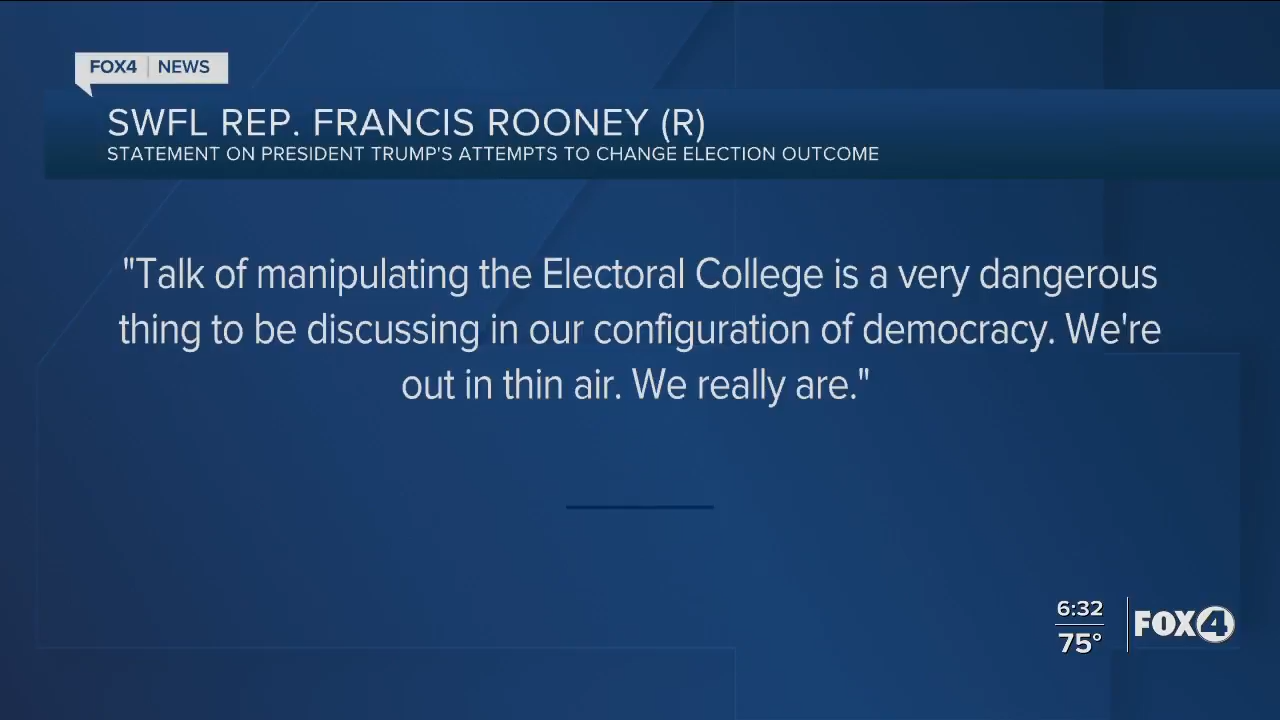 FOX4 | NEWS
SWFL REP. FRANCIS ROONEY (R)
STATEMENT ON PRESIDENT TRUMP'S ATTEMPTS TO CHANGE ELECTION OUTCOME
"Talk of manipulating the Electoral College is a very dangerous
thing to be discussing in our configuration of democracy. We're
out in thin air. We really are."
6:32
75°
FOX 4